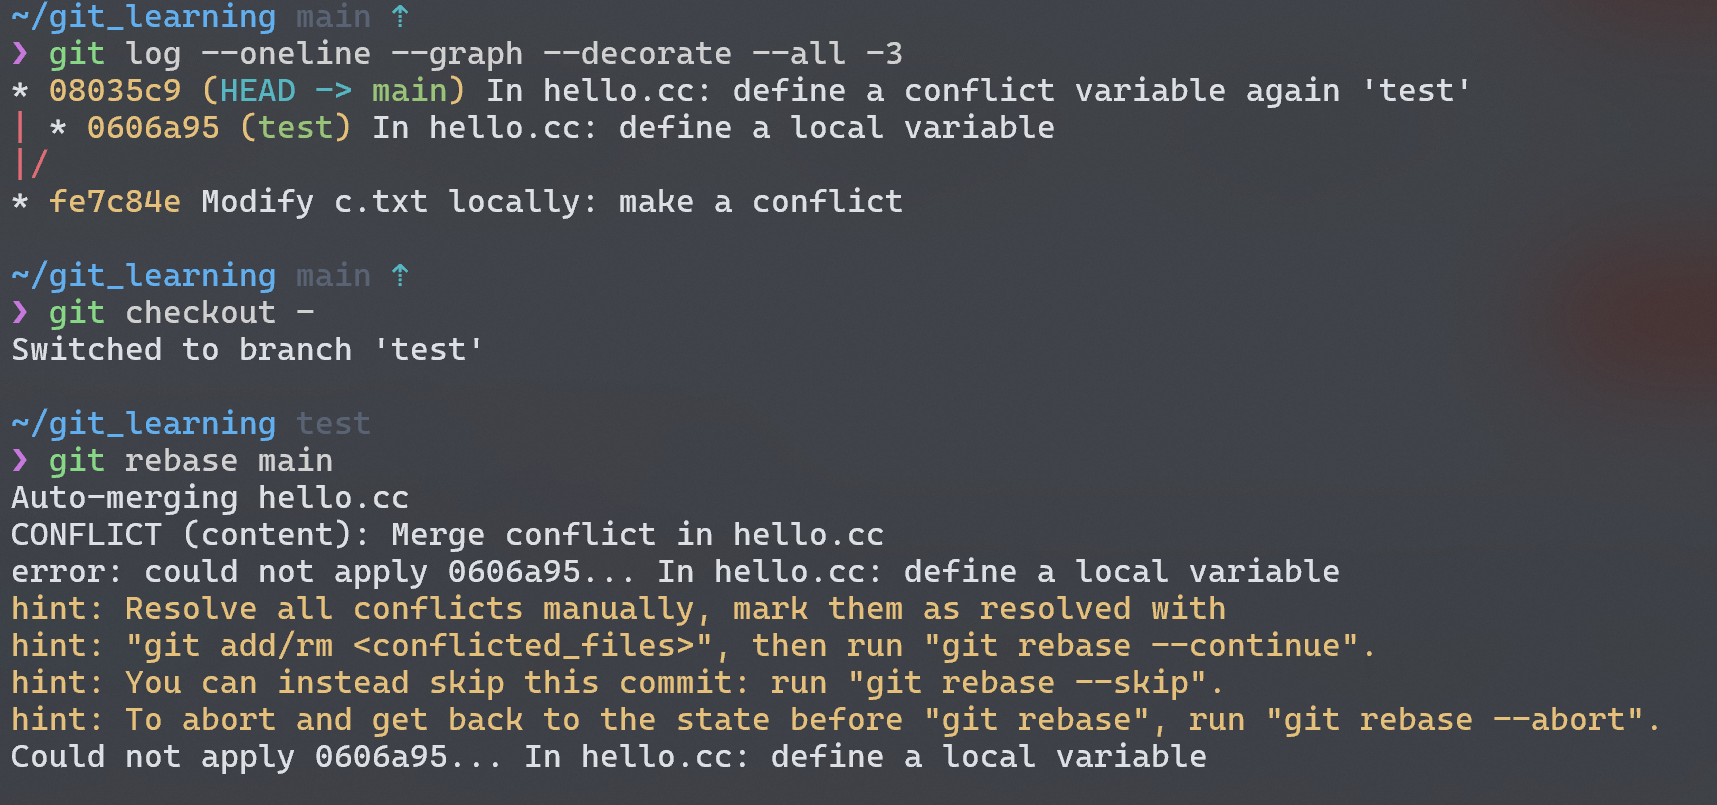 ~/git_learning main ⇡
❯ git log --oneline --graph --decorate --all -3
* 08035c9 (HEAD -> main) In hello.cc: define a conflict variable again 'test'
| * 0606a95 (test) In hello.cc: define a local variable
|/
* fe7c84e Modify c.txt locally: make a conflict
~/git_learning main ⇡
❯ git checkout -
Switched to branch 'test'
~/git_learning test
❯ git rebase main
Auto-merging hello.cc
CONFLICT (content): Merge conflict in hello.cc
error: could not apply 0606a95... In hello.cc: define a local variable
hint: Resolve all conflicts manually, mark them as resolved with
hint: "git add/rm <conflicted_files>", then run "git rebase --continue".
hint: You can instead skip this commit: run "git rebase --skip".
hint: To abort and get back to the state before "git rebase", run "git rebase --abort".
Could not apply 0606a95... In hello.cc: define a local variable